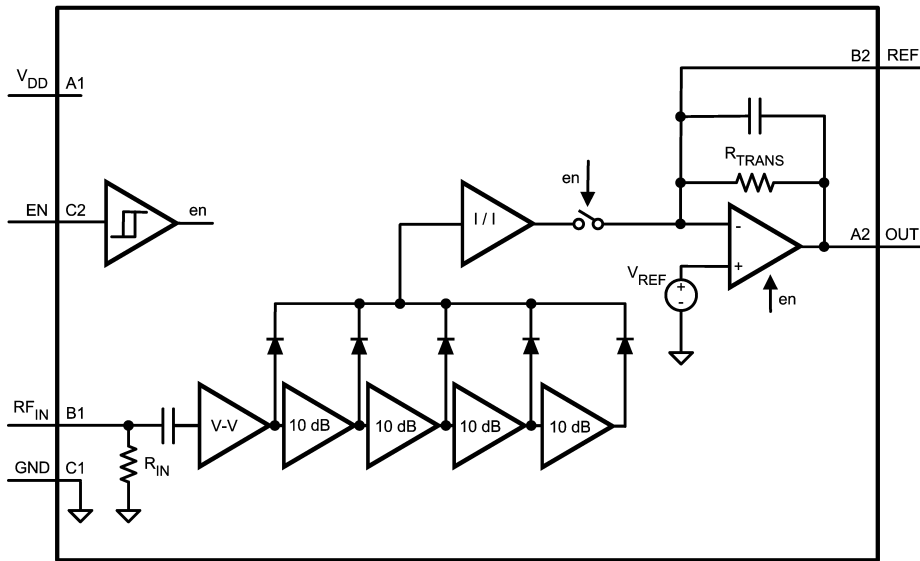 B2 REF
VDD A1
RTRANS
en
EN C2 en
I / I
-
A2 OUT
VREF + - +
en
RFIN B1 V-V 10 dB 10 dB 10 dB 10 dB
GND C1 RIN